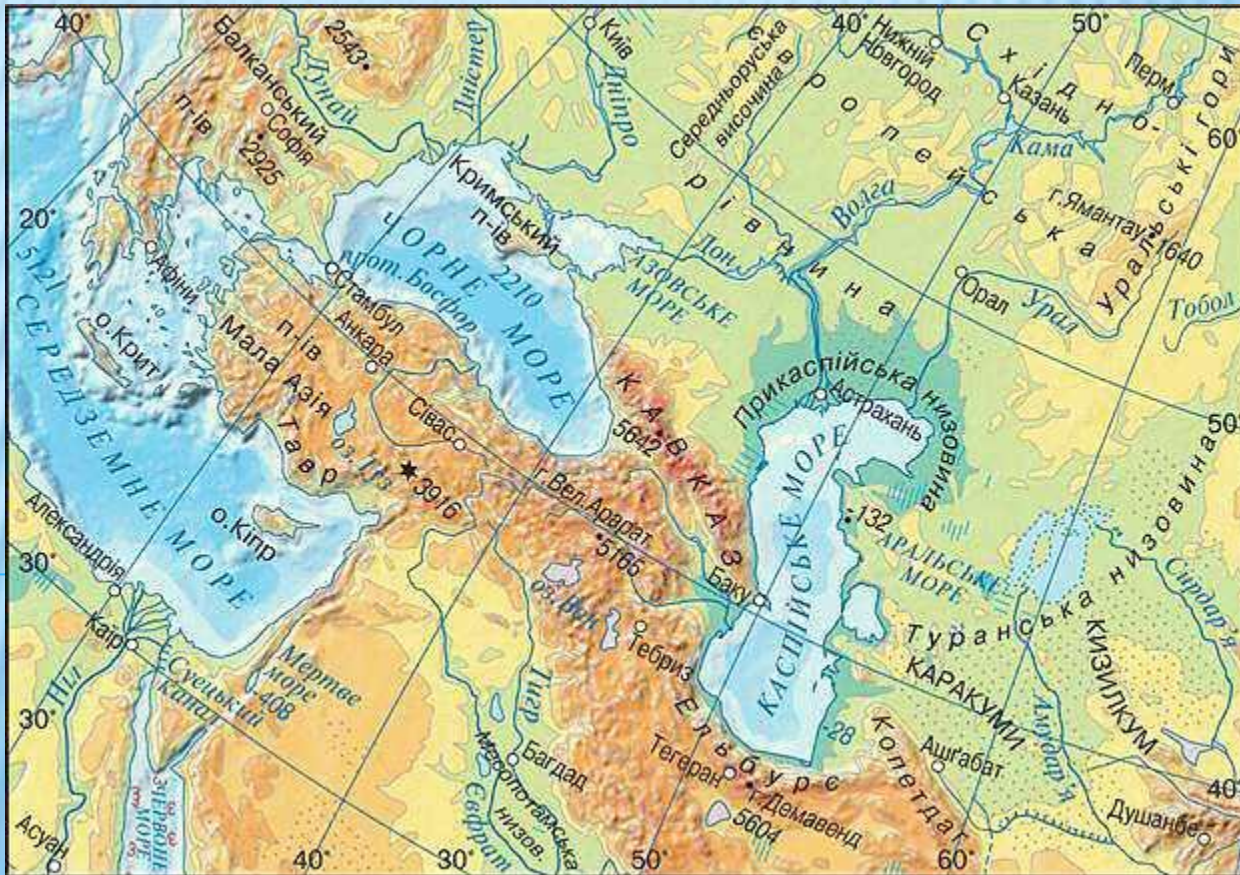 40°
2543
Балканський
п-ів
Дунай
Дністер
Київ
Дніпро
Софія
2925
Середньоруська
височина
40°
Нижній
Новгород
50°
Східно-
Європейська
рівнина
Казань
Перм
60°
Кама
Уральські гори
г.Ямантау 1640
Волга
Дон
Орал
Урал
Тобол
20°
5121
СЕРЕДЗЕМНЕ МОРЕ
Афіни
о.Крит
Кримський
п-ів
ЧОРНЕ МОРЕ
2210
прот. Босфор
АЗОВСЬКЕ
МОРЕ
Стамбул
Анкара
п-ів
Мала Азія
Тавр
Сівас
3916
КАВКАЗ
5642
Прикаспійська низовина
Астрахань
50°
КАСПІЙСЬКЕ МОРЕ
-132
АРАЛЬСЬКЕ
МОРЕ
Туранська низовина
Сирдар'я
г.Вел.Арарат
5165
оз.Ван
Баку
Тебриз
Александрія
о.Кіпр
30°
Каїр
Ніл
30°
Суецький
канал
Мертве
море
-408
Тигр
Багдад
Месопотамська
низов.
Євфрат
Ельбурс
Тегеран
г.Демавенд
5604
-28
Копетдаг
КАРАКУМИ
КИЗИЛКУМ
Ашгабат
Амудар'я
Душанбе
40°
Асуан
ЧЕРВОНЕ
МОРЕ
40°
30°
50°
60°